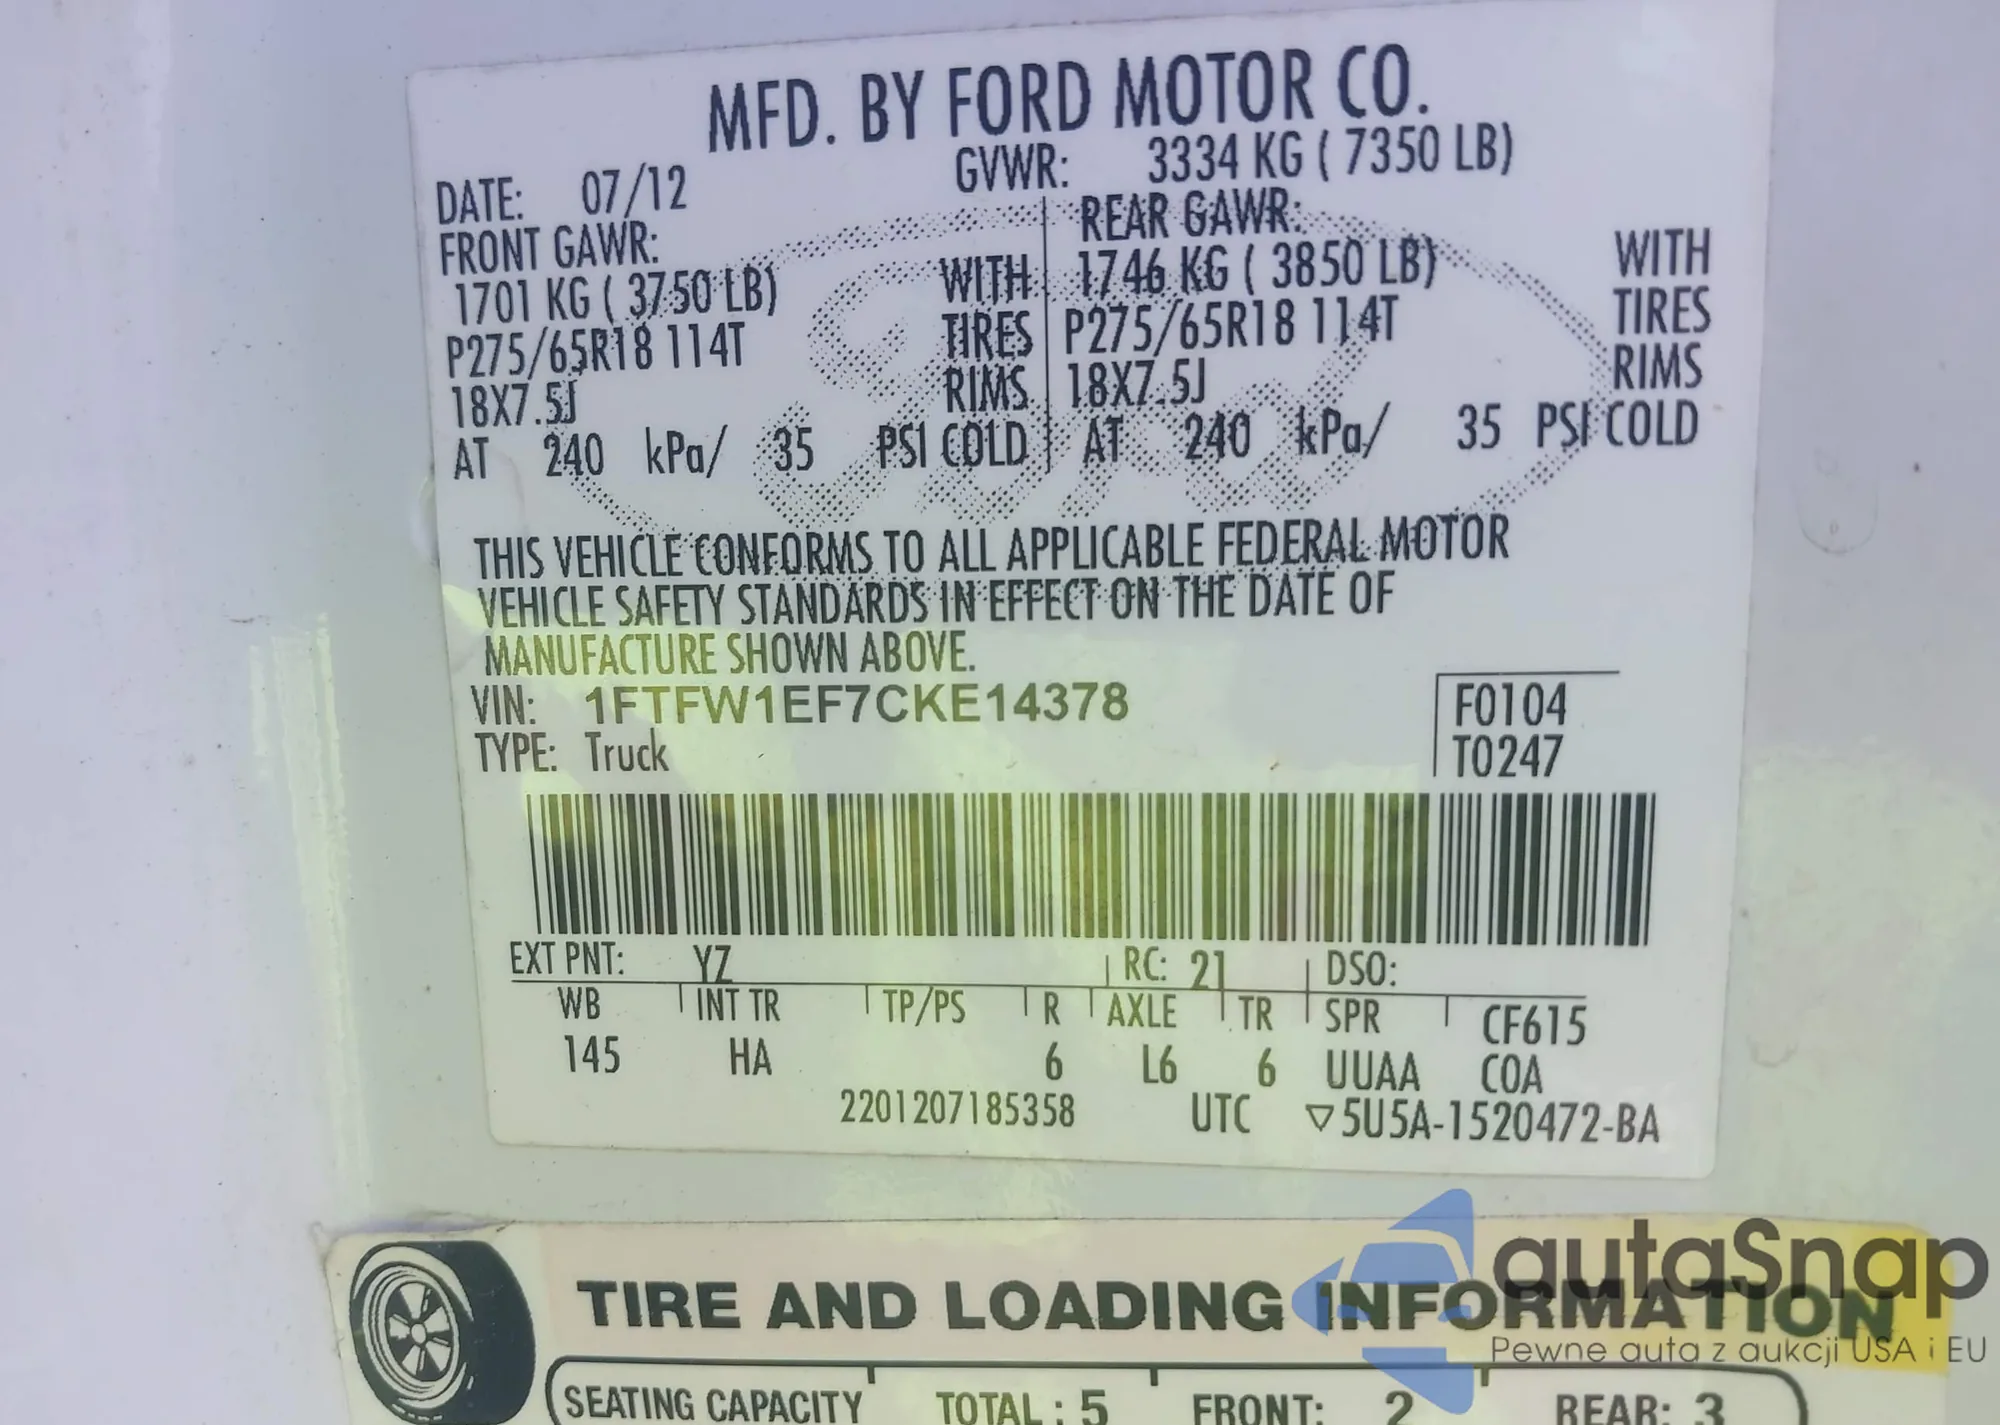 MFD. BY FORD MOTOR CO.
DATE: 07/12 GVWR: 3334 KG ( 7350 LB)
FRONT GAWR: REAR GAWR:
1701 KG ( 3750 LB) WITH 1746 KG ( 3850 LB) WITH
P275/65R18 114T TIRES P275/65R18 114T TIRES
18X7.5J RIMS 18X7.5J RIMS
AT 240 kPa/ 35 PSI COLD AT 240 kPa/ 35 PSI COLD
Ford
THIS VEHICLE CONFORMS TO ALL APPLICABLE FEDERAL MOTOR
VEHICLE SAFETY STANDARDS IN EFFECT ON THE DATE OF
MANUFACTURE SHOWN ABOVE.
VIN: 1FTFW1EF7CKE14378 F0104
TYPE: Truck T0247
EXT PNT: YZ RC: 21 DSO:
WB INT TR TP/PS R AXLE TR SPR CF615
145 HA 6 L6 6 UUAA COA
2201207185358 UTC ▽5U5A-1520472-BA
TIRE AND LOADING INFORMATION
SEATING CAPACITY TOTAL : 5 FRONT: 2 REAR: 3
autaSnap
Pewne auta z aukcji USA i EU